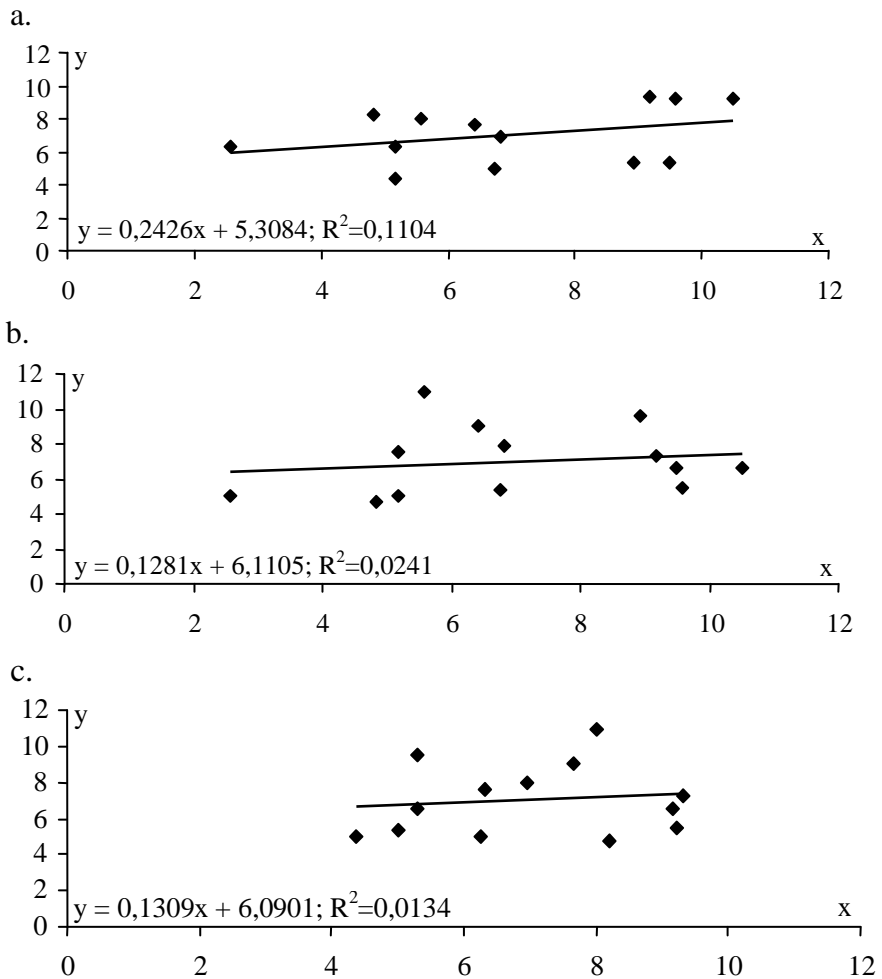 a.
12 y
10
8
6
4
2
y = 0,2426x + 5,3084; R²=0,1104 x
0
0 2 4 6 8 10 12
b.
12 y
10
8
6
4
2
y = 0,1281x + 6,1105; R²=0,0241 x
0
0 2 4 6 8 10 12
c.
12 y
10
8
6
4
2
y = 0,1309x + 6,0901; R²=0,0134 x
0
0 2 4 6 8 10 12